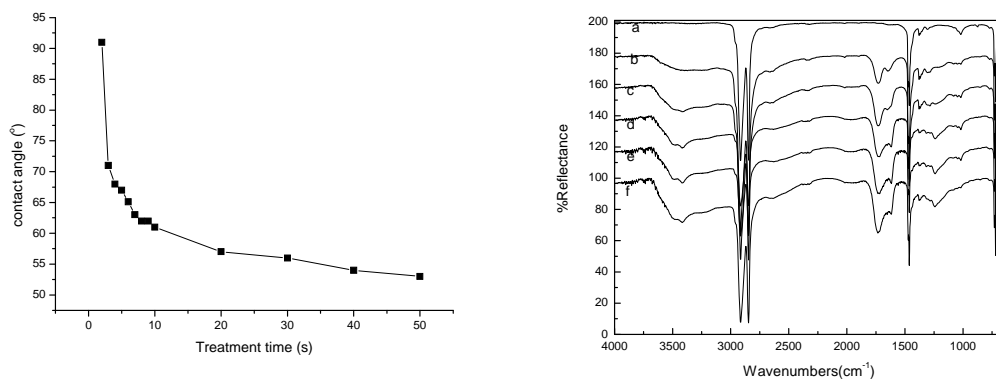 95
90
85
80
75
70
65
60
55
50
contact angle (°)
0 10 20 30 40 50
Treatment time (s)
200
180
160
140
120
100
80
60
40
20
0
%Reflectance
a
b
c
d
e
f
4000 3500 3000 2500 2000 1500 1000
Wavenumbers(cm⁻¹)